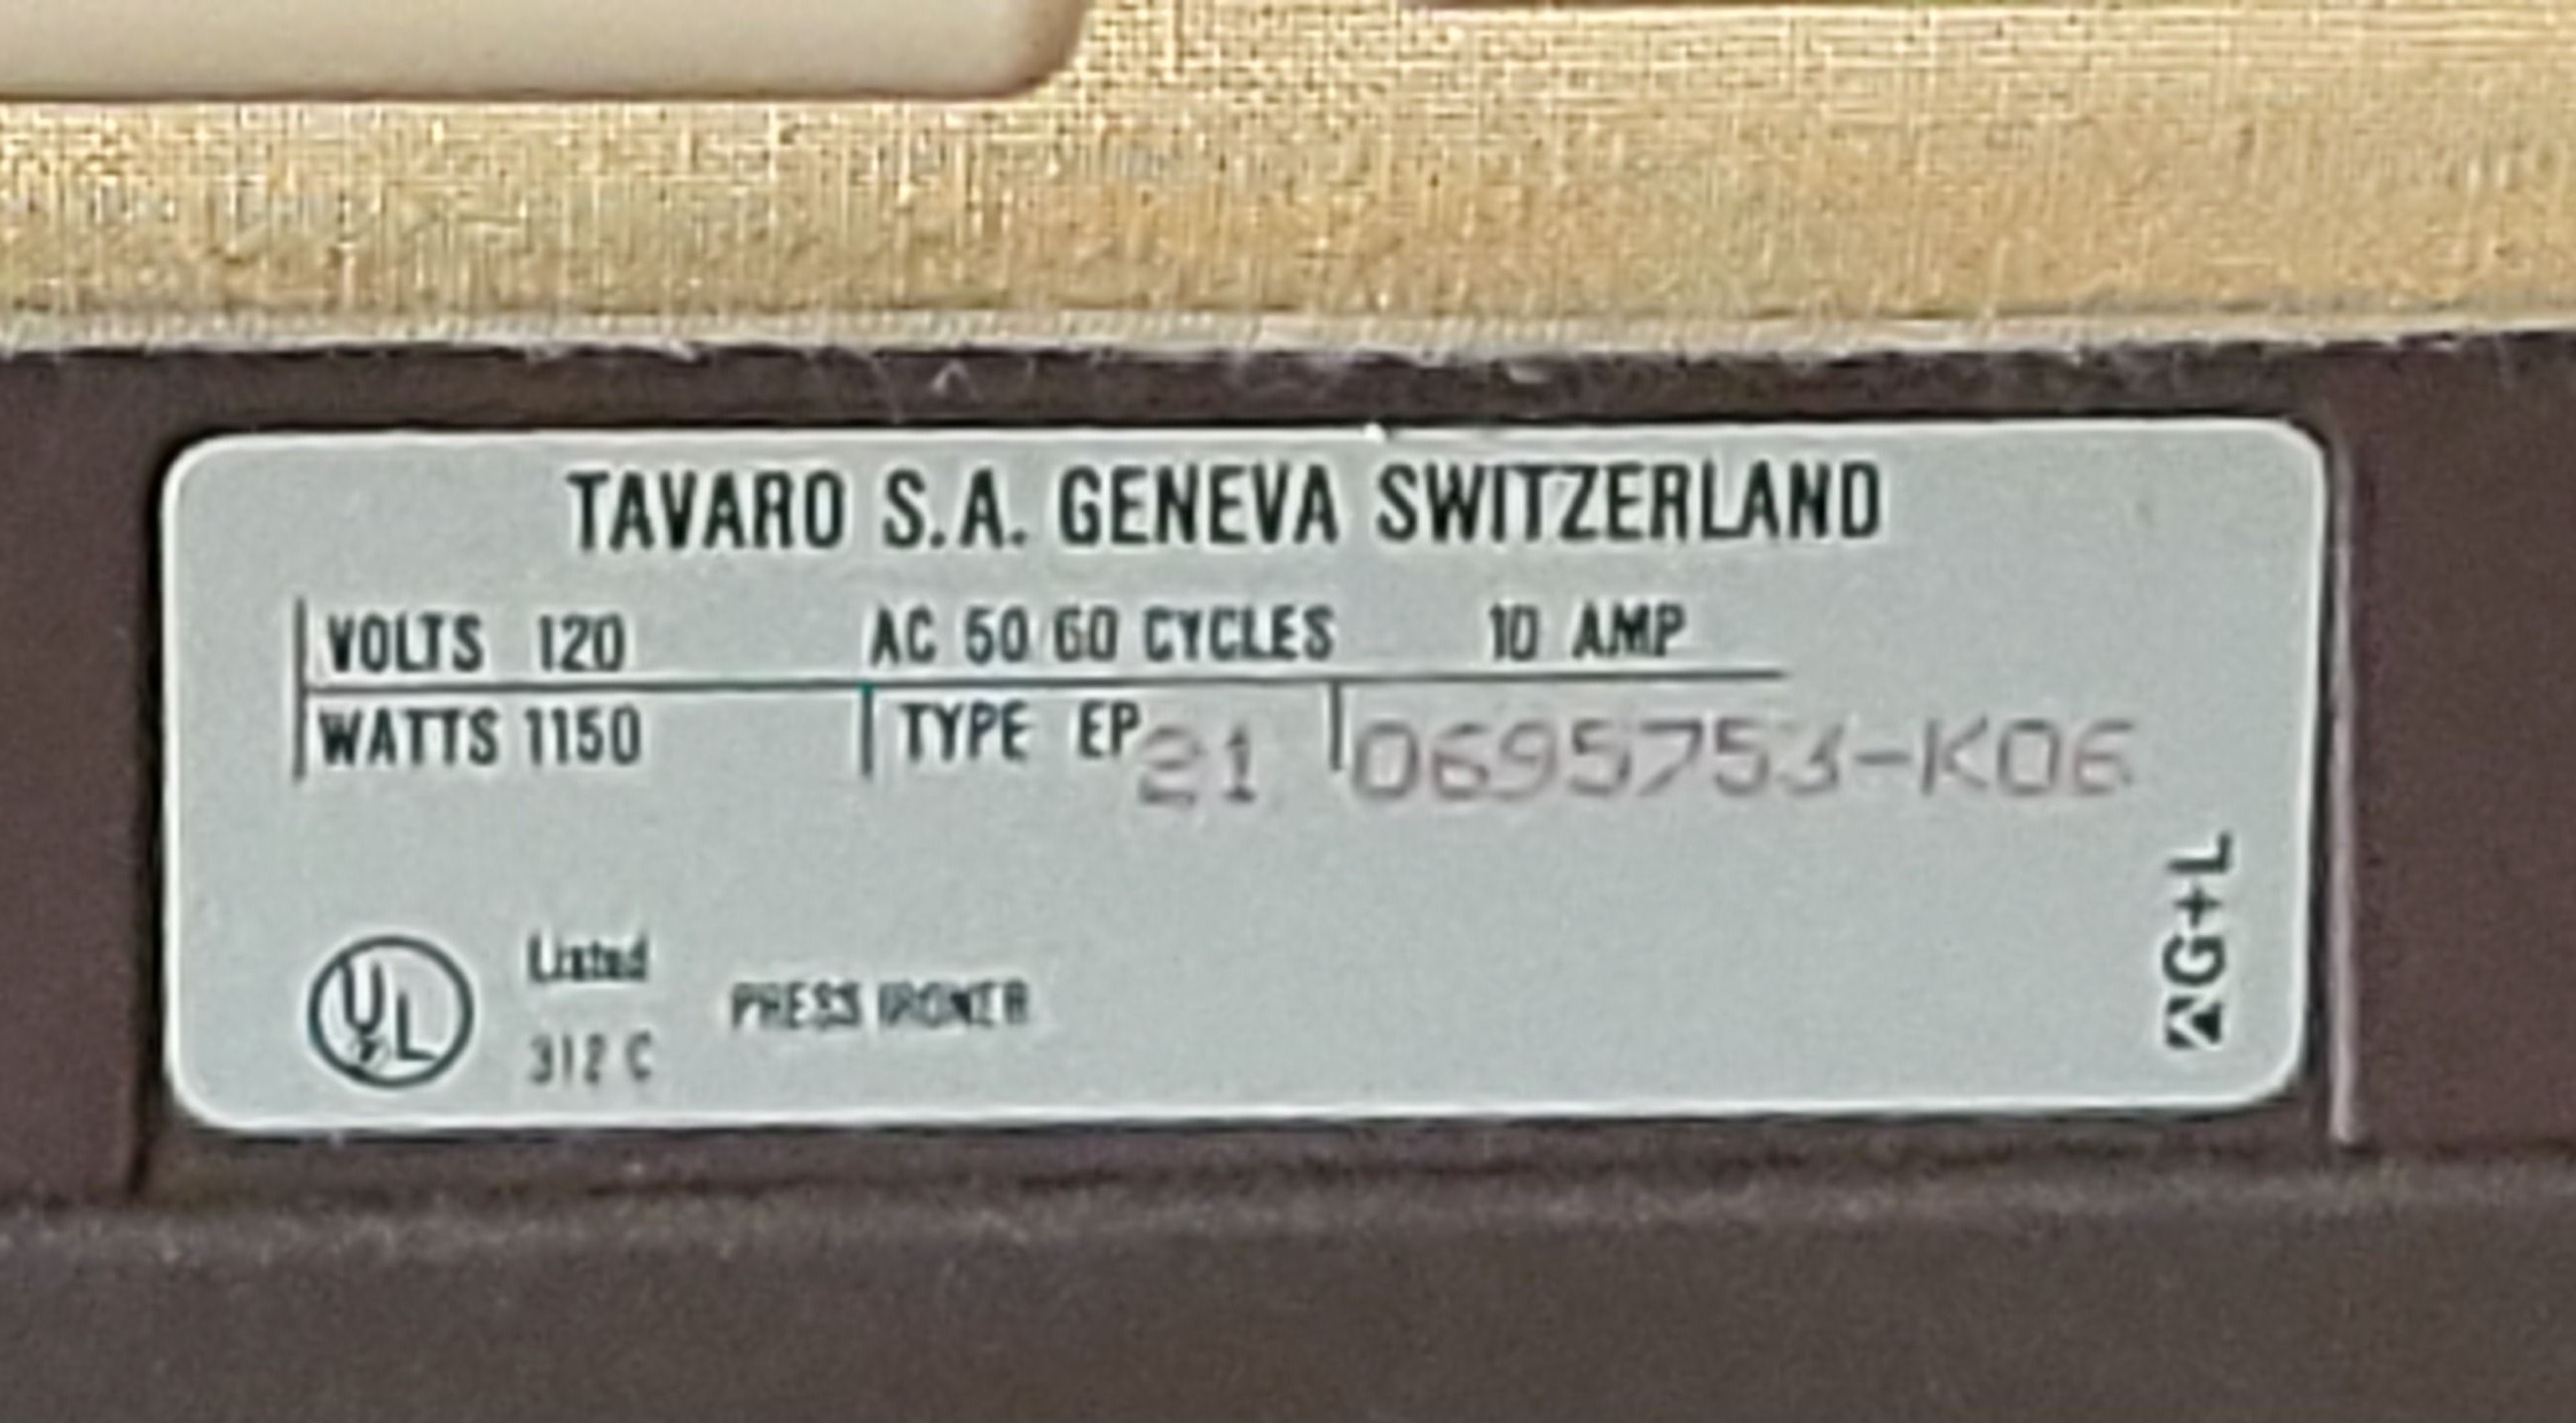 TAVARO S.A. GENEVA SWITZERLAND
VOLTS 120 AC 50 60 CYCLES 10 AMP
WATTS 1150 TYPE EP 21 0695753-K06
UL Listed
312 C
PRESS IRONER
G+L